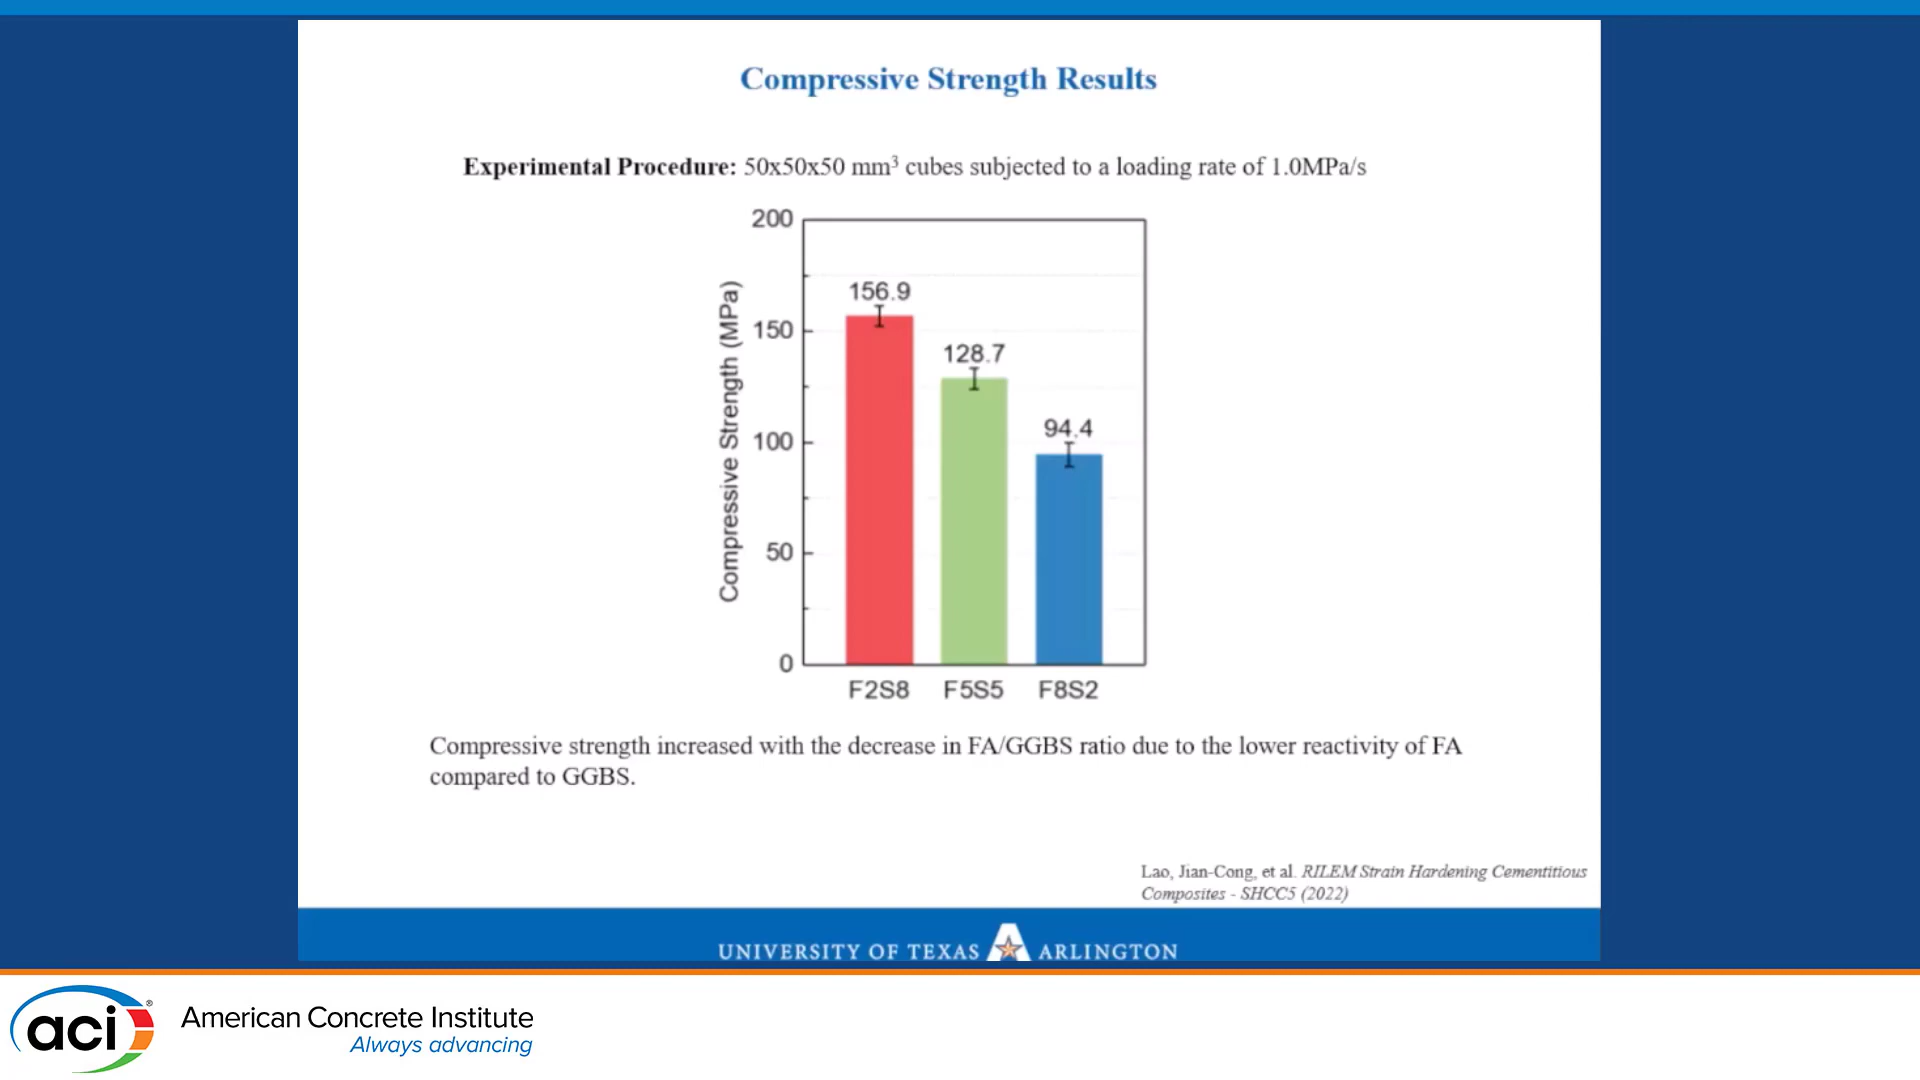 Compressive Strength Results
Experimental Procedure: 50x50x50 mm³ cubes subjected to a loading rate of 1.0MPa/s
Compressive Strength (MPa)
200
150
100
50
0
156.9
128.7
94.4
F2S8 F5S5 F8S2
Compressive strength increased with the decrease in FA/GGBS ratio due to the lower reactivity of FA
compared to GGBS.
Lao, Jian-Cong, et al. RILEM Strain Hardening Cementitious
Composites - SHCC5 (2022)
UNIVERSITY OF TEXAS A ARLINGTON
aci®
American Concrete Institute
Always advancing